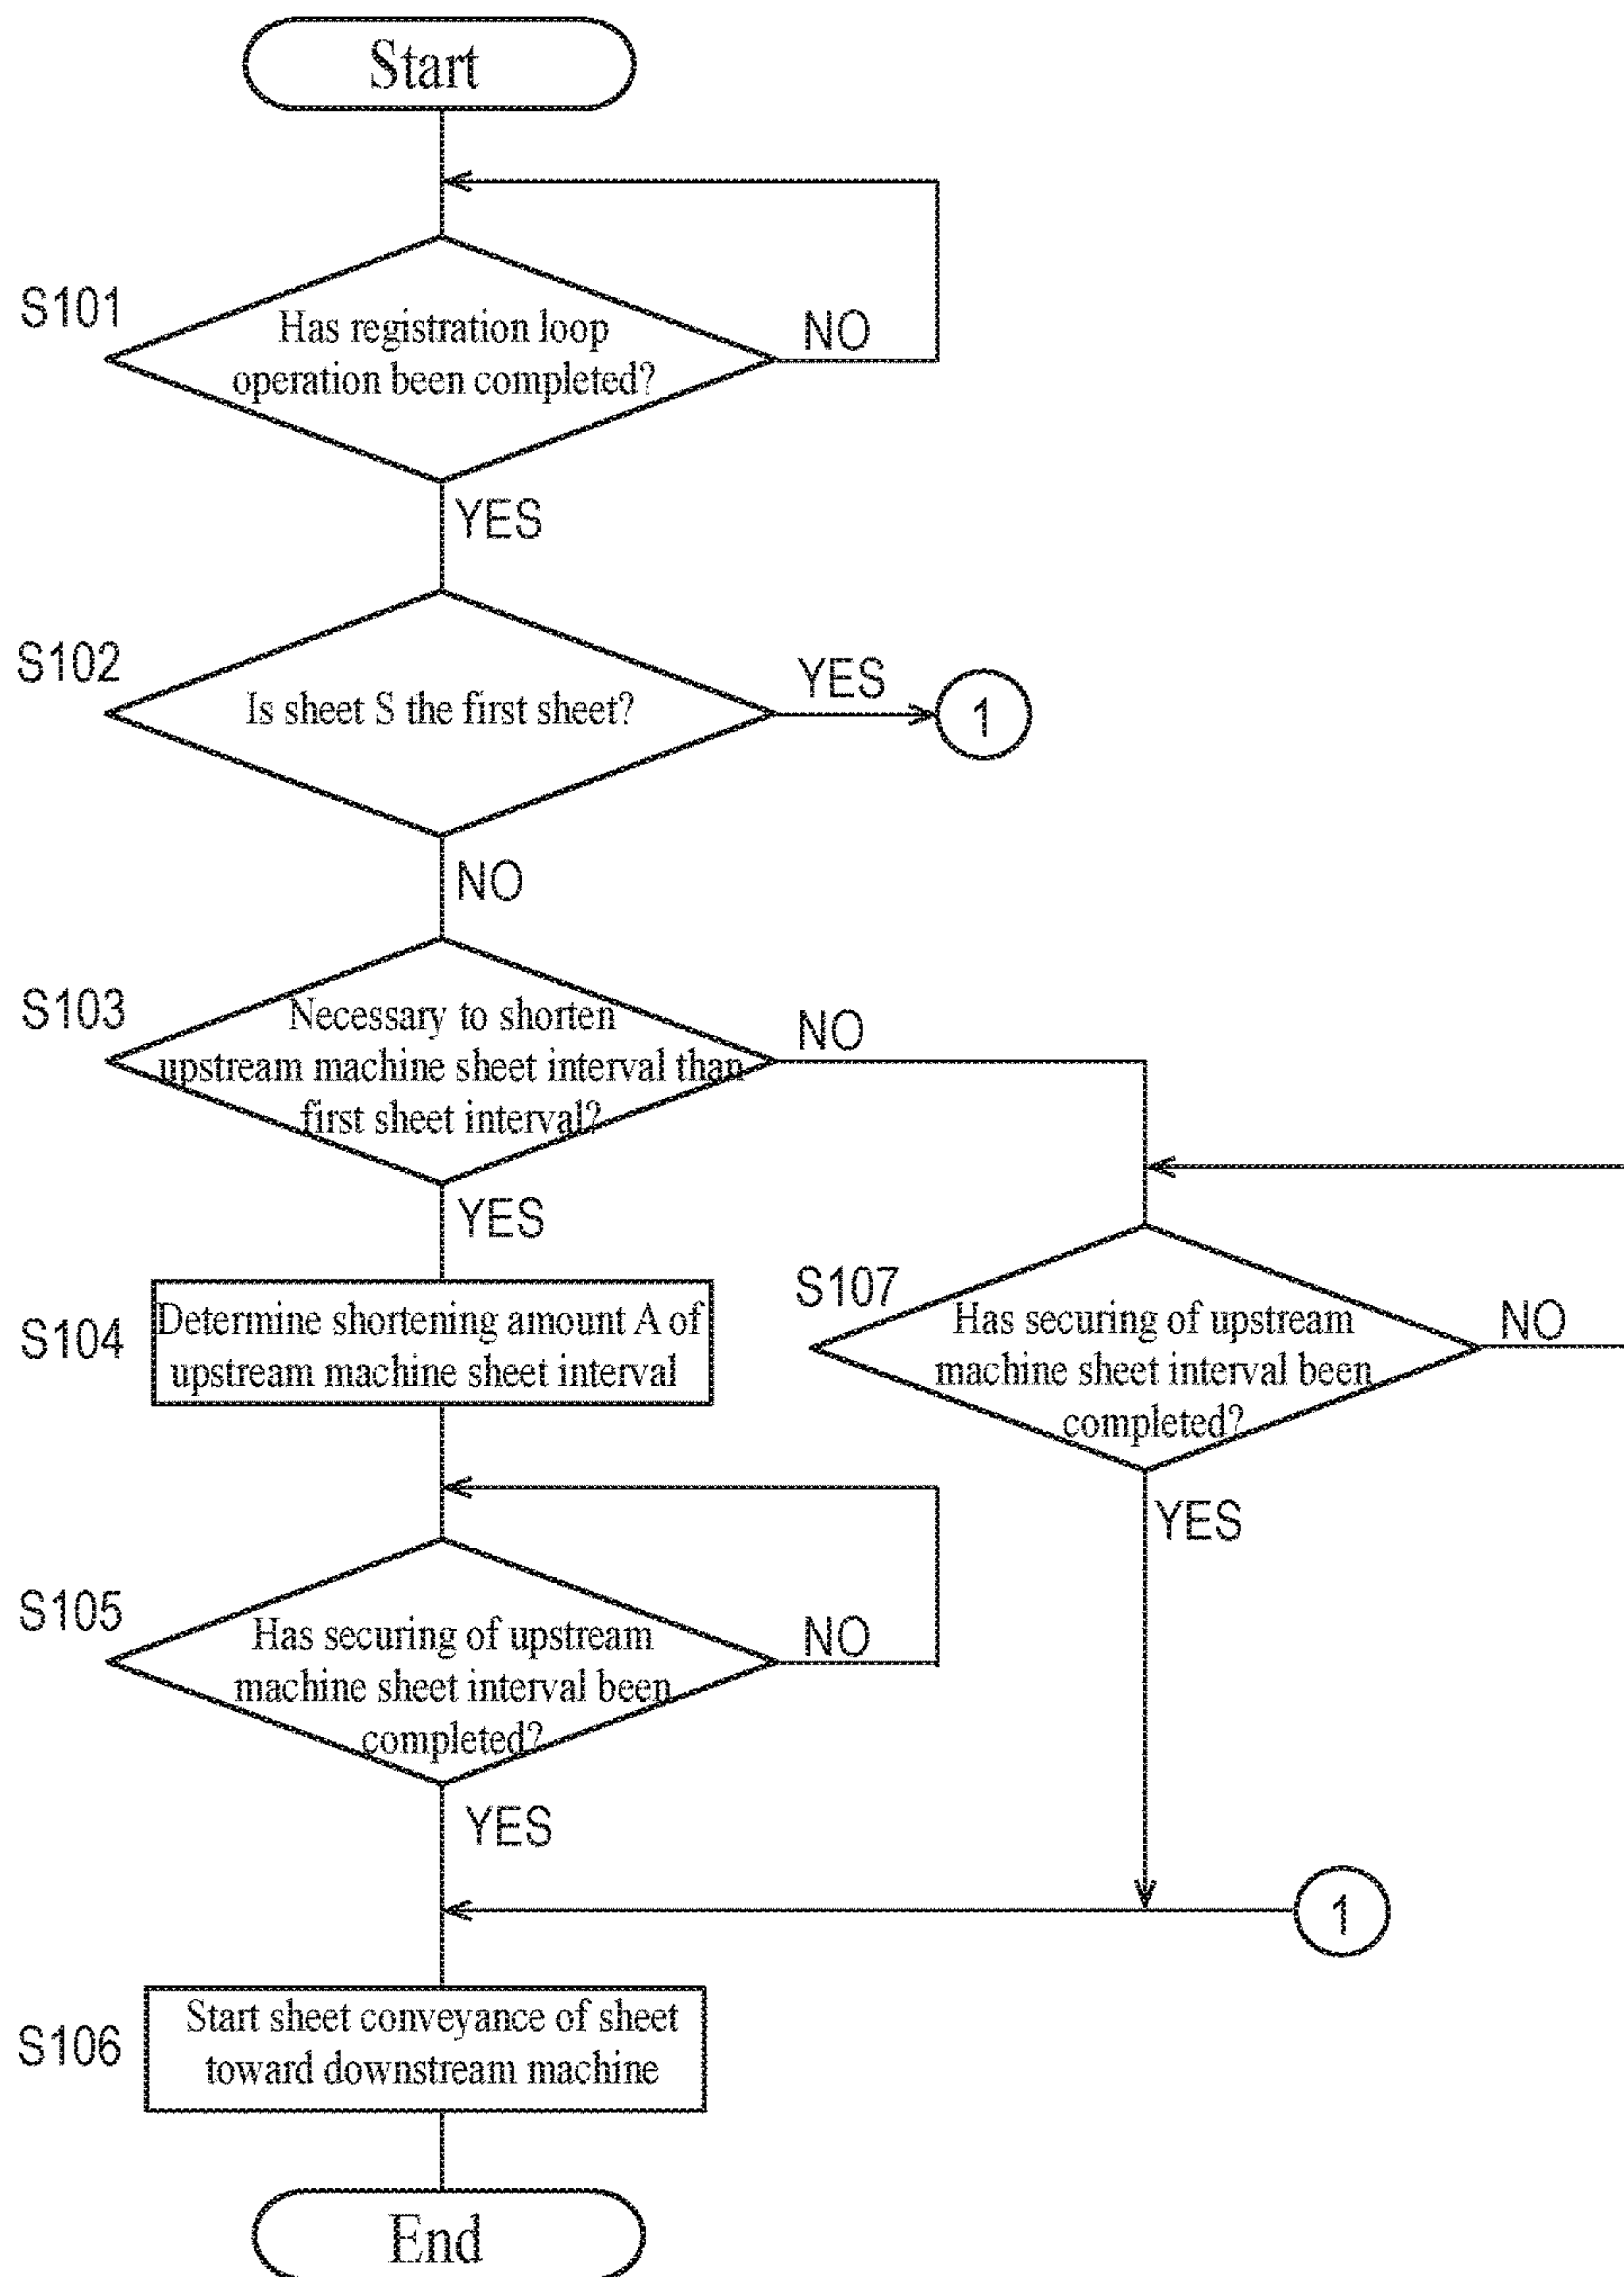 Start
S101
Has registration loop
operation been completed?
NO
YES
S102
Is sheet S the first sheet?
YES
1
NO
S103
Necessary to shorten
upstream machine sheet interval than
first sheet interval?
NO
YES
S104
Determine shortening amount A of
upstream machine sheet interval
S107
Has securing of upstream
machine sheet interval been
completed?
NO
YES
S105
Has securing of upstream
machine sheet interval been
completed?
NO
YES
1
S106
Start sheet conveyance of sheet
toward downstream machine
End